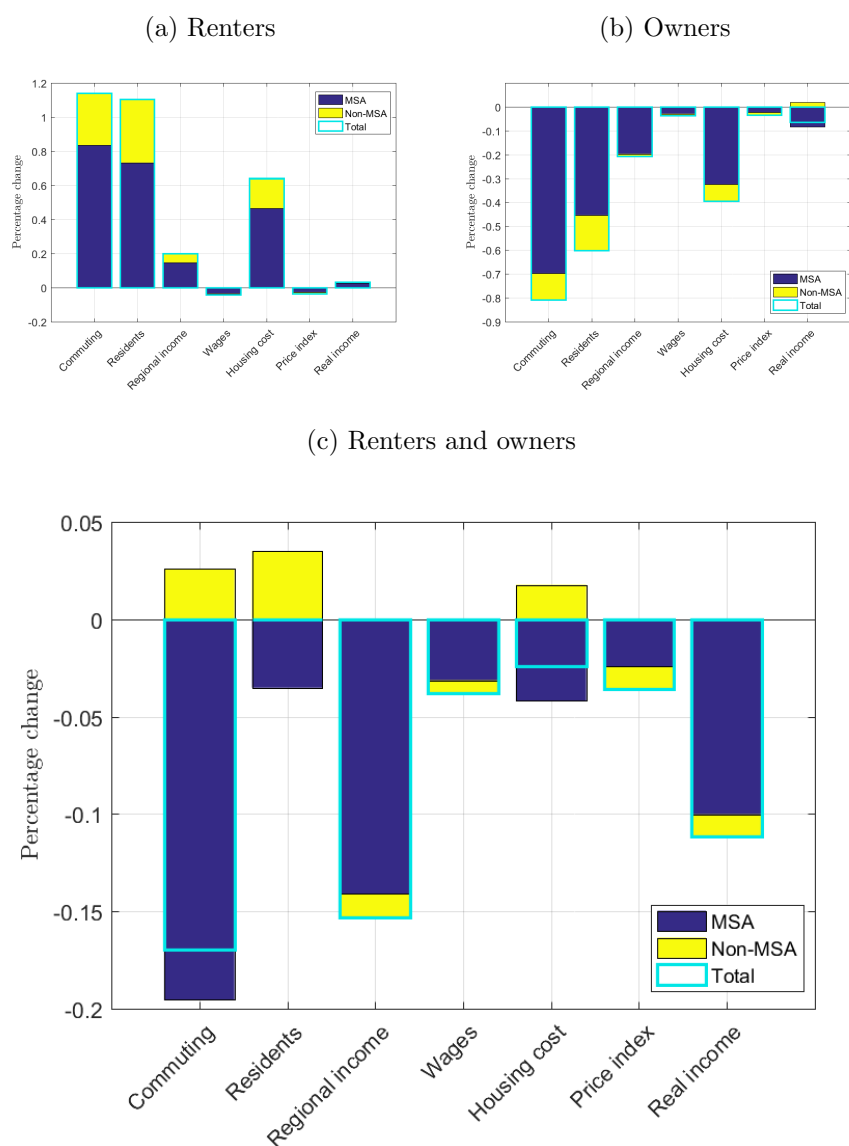 (a) Renters
1.2
1
0.8
0.6
0.4
0.2
0
-0.2
Percentage change
MSA
Non-MSA
Total
Commuting
Residents
Regional income
Wages
Housing cost
Price index
Real income
(b) Owners
0
-0.1
-0.2
-0.3
-0.4
-0.5
-0.6
-0.7
-0.8
-0.9
Percentage change
MSA
Non-MSA
Total
Commuting
Residents
Regional income
Wages
Housing cost
Price index
Real income
(c) Renters and owners
0.05
0
-0.05
-0.1
-0.15
-0.2
Percentage change
MSA
Non-MSA
Total
Commuting
Residents
Regional income
Wages
Housing cost
Price index
Real income